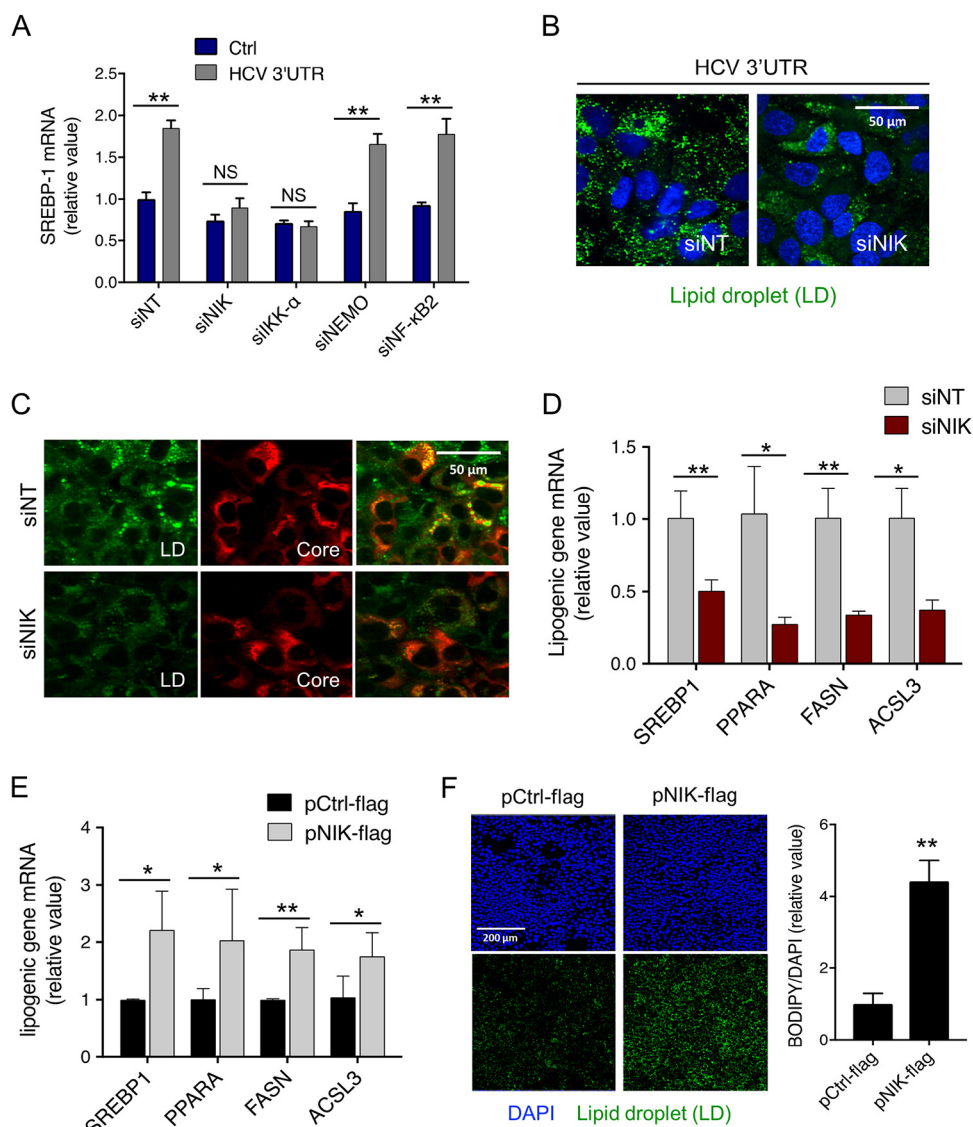 A
Ctrl
HCV 3'UTR
SREBP-1 mRNA
(relative value)
2.5
2.0
1.5
1.0
0.5
0.0
**
NS
NS
**
**
siNT
siNIK
siIKK-α
siNEMO
siNF-κB2
B
HCV 3’UTR
50 µm
siNT
siNIK
Lipid droplet (LD)
C
siNT
siNIK
50 µm
LD
Core
LD
Core
D
siNT
siNIK
Lipogenic gene mRNA
(relative value)
1.5
1.0
0.5
0.0
**
*
**
*
SREBP1
PPARA
FASN
ACSL3
E
pCtrl-flag
pNIK-flag
lipogenic gene mRNA
(relative value)
4
3
2
1
0
*
*
**
*
SREBP1
PPARA
FASN
ACSL3
F
pCtrl-flag
pNIK-flag
200 µm
DAPI
Lipid droplet (LD)
BODIPY/DAPI (relative value)
6
4
2
0
**
pCtrl-flag
pNIK-flag